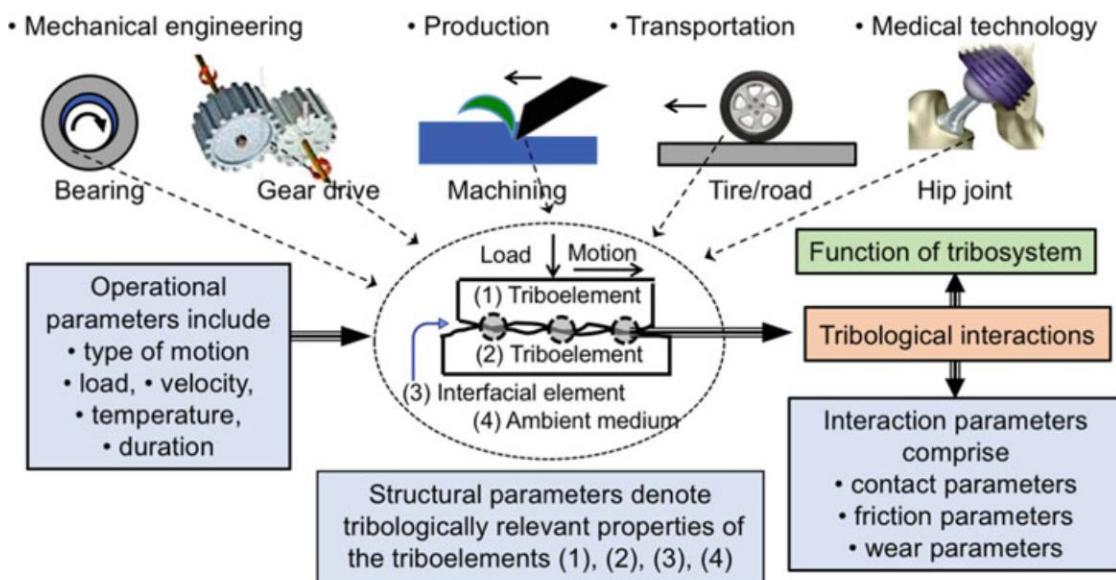 • Mechanical engineering
• Production
• Transportation
• Medical technology
Bearing
Gear drive
Machining
Tire/road
Hip joint
Operational
parameters include
• type of motion
• load, • velocity,
• temperature,
• duration
Load
Motion
(1) Triboelement
(2) Triboelement
(3) Interfacial element
(4) Ambient medium
Structural parameters denote
tribologically relevant properties of
the triboelements (1), (2), (3), (4)
Function of tribosystem
Tribological interactions
Interaction parameters
comprise
• contact parameters
• friction parameters
• wear parameters